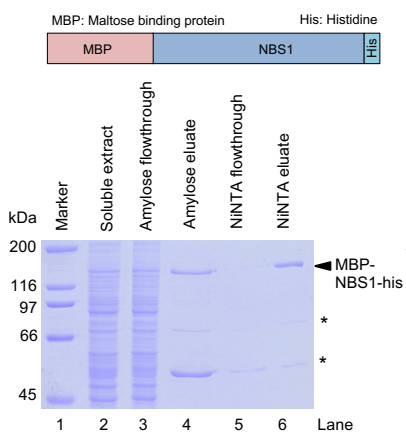 MBP: Maltose binding protein His: Histidine
MBP NBS1 His
kDa Marker Soluble extract Amylose flowthrough Amylose eluate NiNTA flowthrough NiNTA eluate
200
MBP-
NBS1-his
116
97
*
66
*
45
1 2 3 4 5 6 Lane